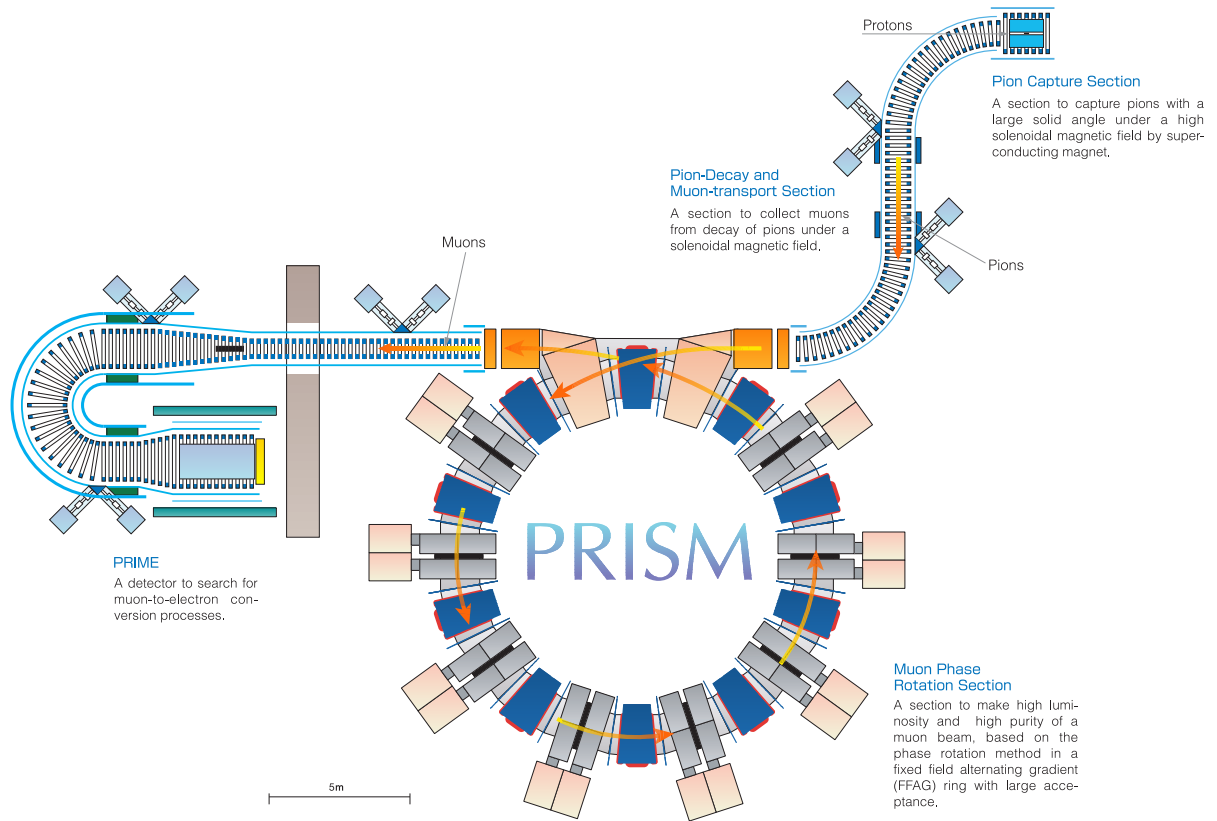 Protons
Pion Capture Section
A section to capture pions with a
large solid angle under a high
solenoidal magnetic field by super-
conducting magnet.
Pion-Decay and
Muon-transport Section
A section to collect muons
from decay of pions under a
solenoidal magnetic field.
Muons
Pions
PRISM
PRIME
A detector to search for
muon-to-electron con-
version processes.
Muon Phase
Rotation Section
A section to make high lumi-
nosity and high purity of a
muon beam, based on the
phase rotation method in a
fixed field alternating gradient
(FFAG) ring with large acce-
ptance.
5m